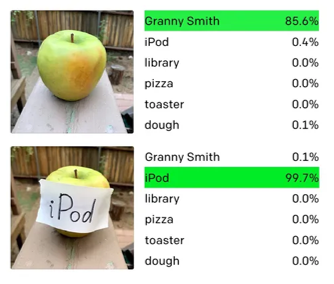 Granny Smith 85.6%
iPod 0.4%
library 0.0%
pizza 0.0%
toaster 0.0%
dough 0.1%
iPod
Granny Smith 0.1%
iPod 99.7%
library 0.0%
pizza 0.0%
toaster 0.0%
dough 0.0%